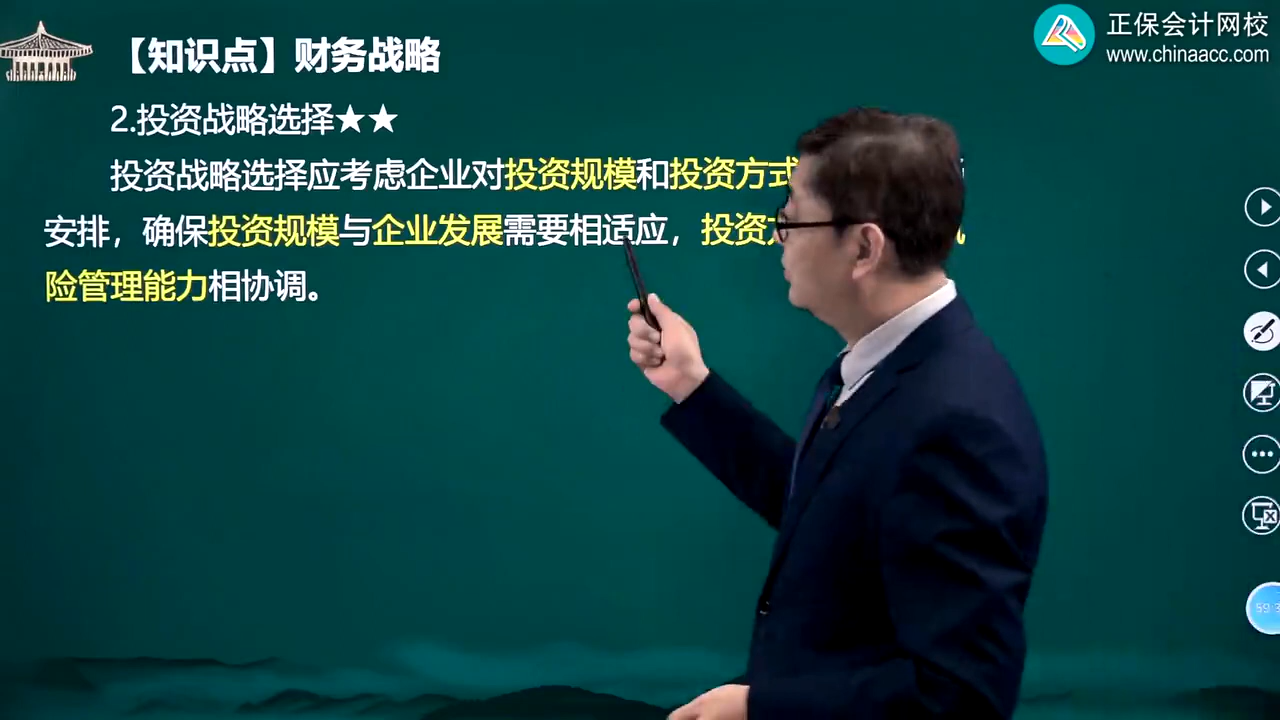 【知识点】财务战略
正保会计网校
www.chinaacc.com
2.投资战略选择★★
投资战略选择应考虑企业对投资规模和投资方式
安排，确保投资规模与企业发展需要相适应，投资
险管理能力相协调。